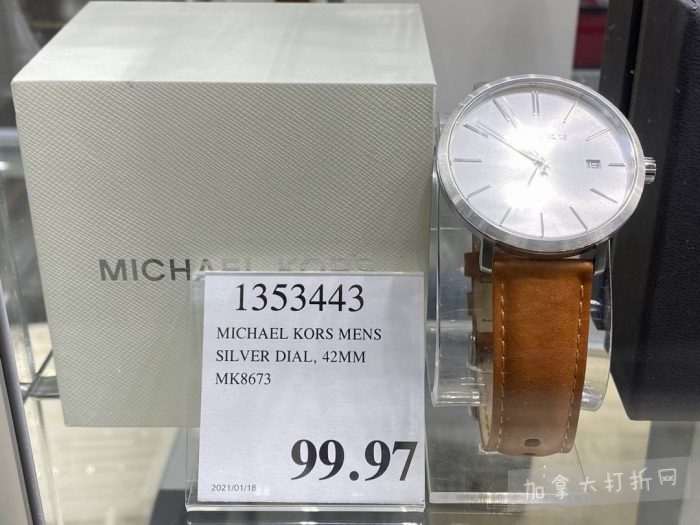 MICHAEL KORS
1353443
MICHAEL KORS MENS
SILVER DIAL, 42MM
MK8673
99.97
2021/01/18
加拿大打折网